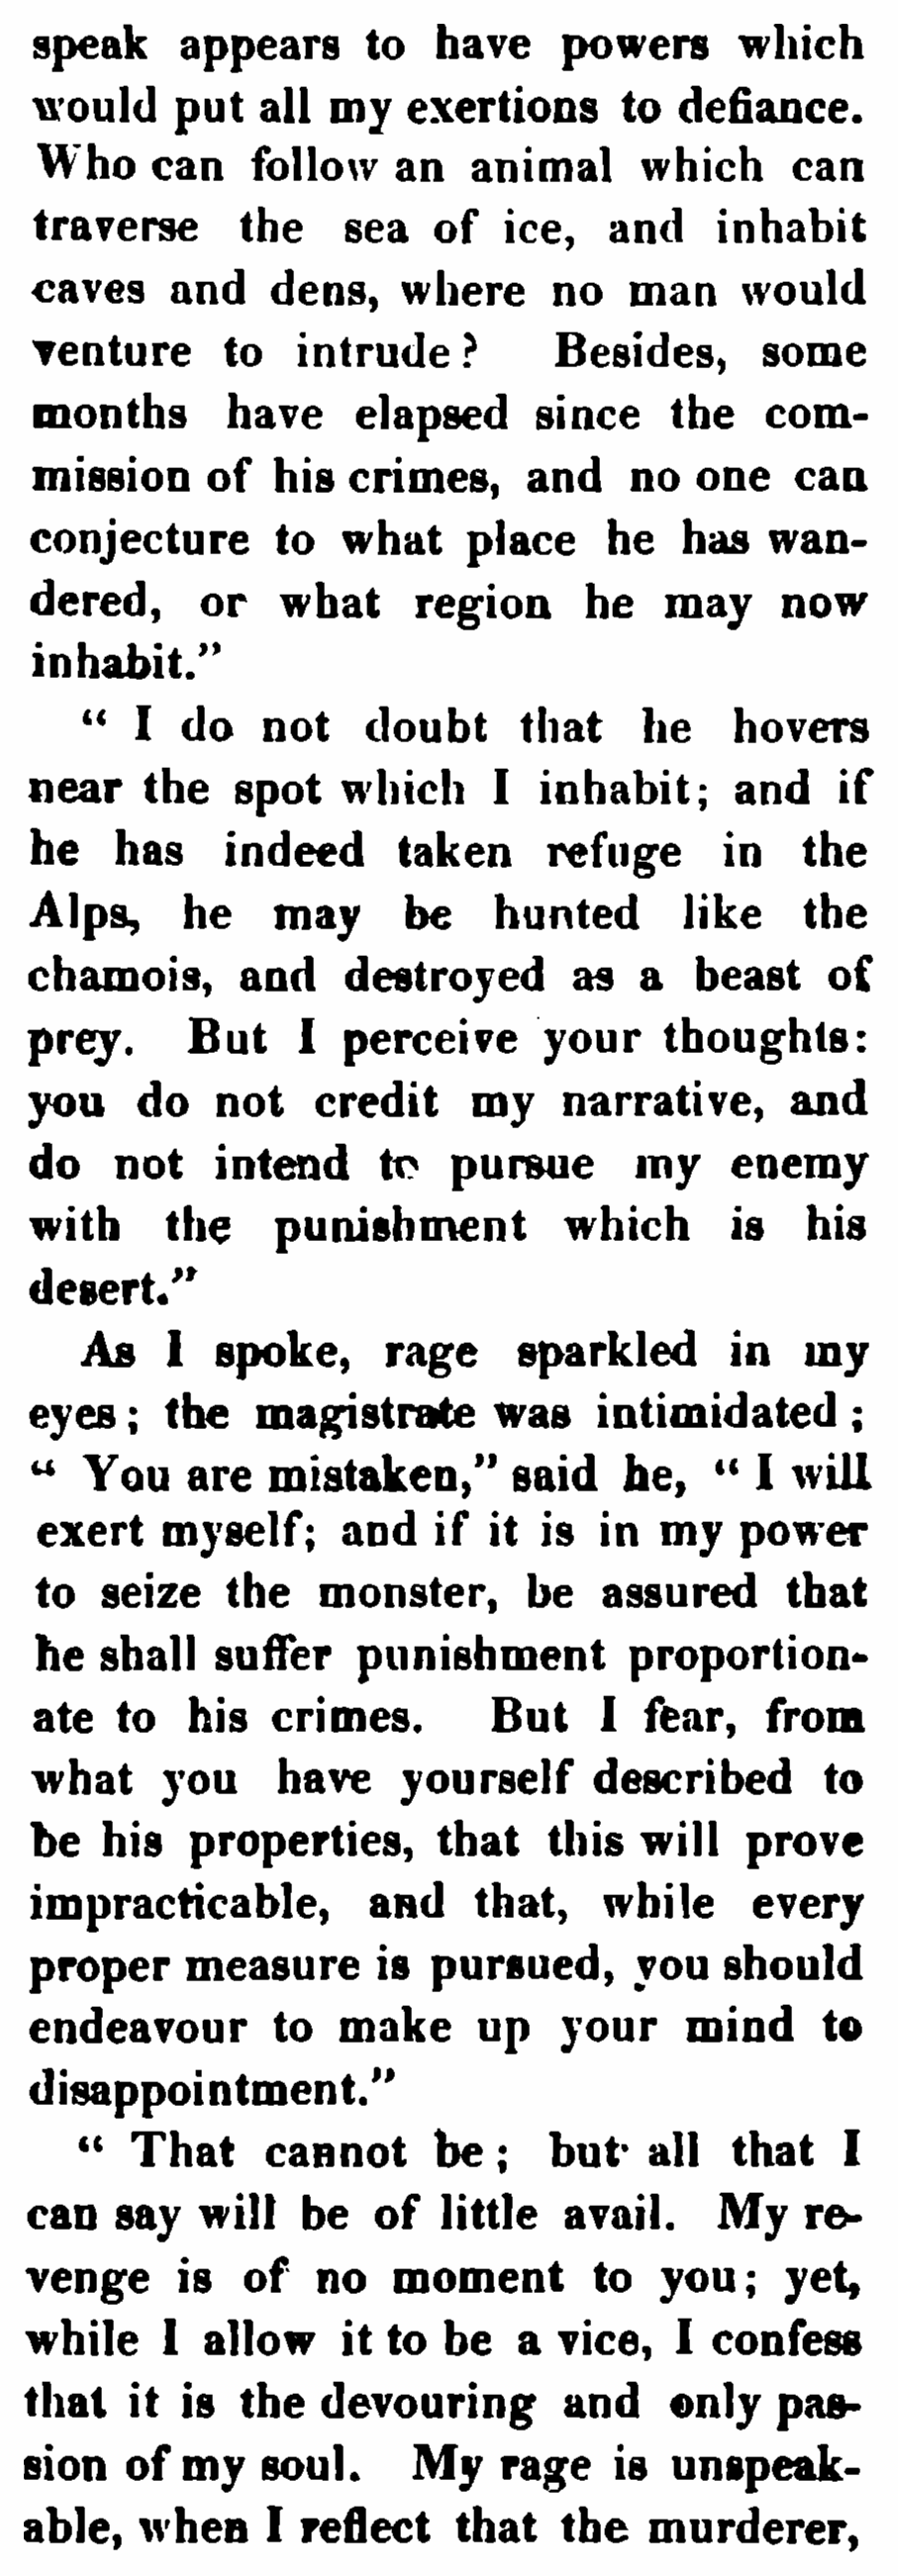 speak appears to have powers which
would put all my exertions to defiance.
Who can follow an animal which can
traverse the sea of ice, and inhabit
caves and dens, where no man would
venture to intrude? Besides, some
months have elapsed since the com-
mission of his crimes, and no one can
conjecture to what place he has wan-
dered, or what region he may now
inhabit.”
“ I do not doubt that he hovers
near the spot which I inhabit; and if
he has indeed taken refuge in the
Alps, he may be hunted like the
chamois, and destroyed as a beast of
prey. But I perceive your thoughts:
you do not credit my narrative, and
do not intend to pursue my enemy
with the punishment which is his
desert.”
As I spoke, rage sparkled in my
eyes; the magistrate was intimidated;
“ You are mistaken,” said he, “ I will
exert myself; and if it is in my power
to seize the monster, be assured that
he shall suffer punishment proportion-
ate to his crimes. But I fear, from
what you have yourself described to
be his properties, that this will prove
impracticable, and that, while every
proper measure is pursued, you should
endeavour to make up your mind to
disappointment.”
“ That cannot be; but all that I
can say will be of little avail. My re-
venge is of no moment to you; yet,
while I allow it to be a vice, I confess
that it is the devouring and only pas-
sion of my soul. My rage is unspeak-
able, when I reflect that the murderer,